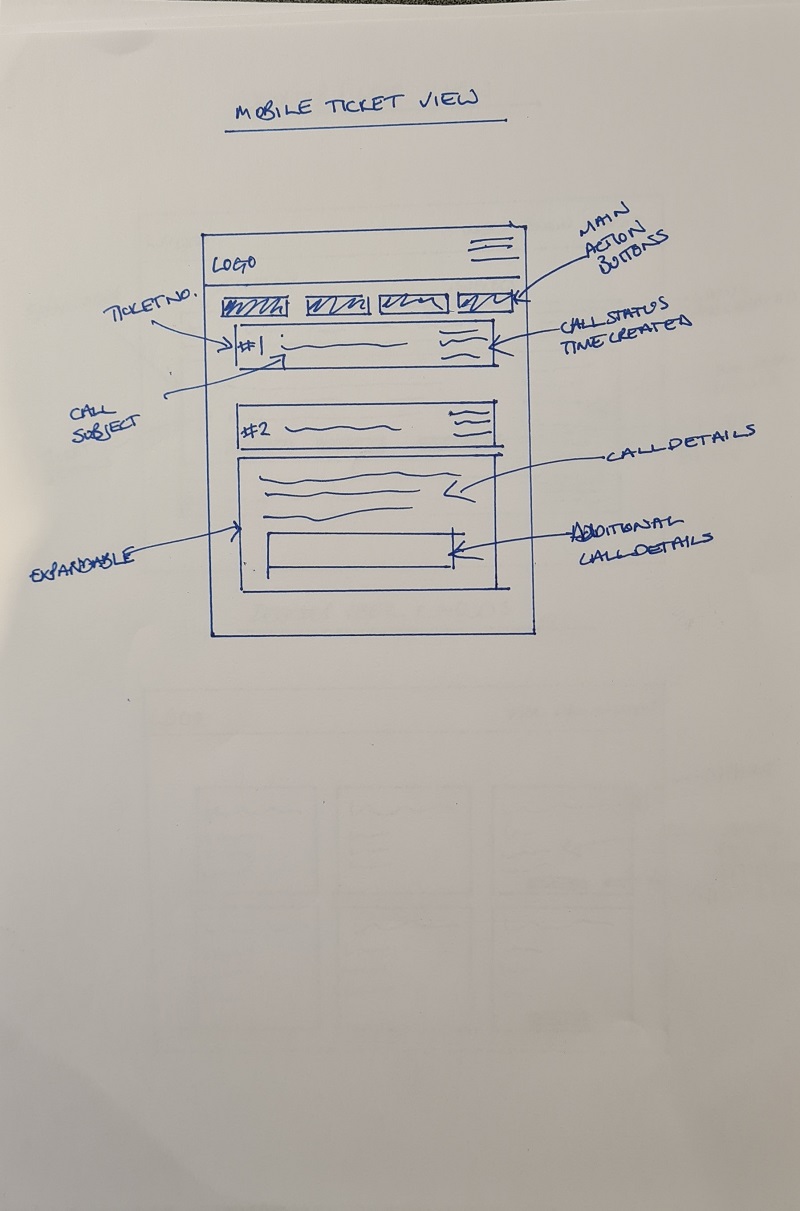 MOBILE TICKET VIEW
MAIN
ACTION
BUTTONS
LOGO
TICKET NO.
#1
CALL STATUS
TIME CREATED
CALL
SUBJECT
#2
CALL DETAILS
EXPANDABLE
ADDITIONAL
CALL DETAILS